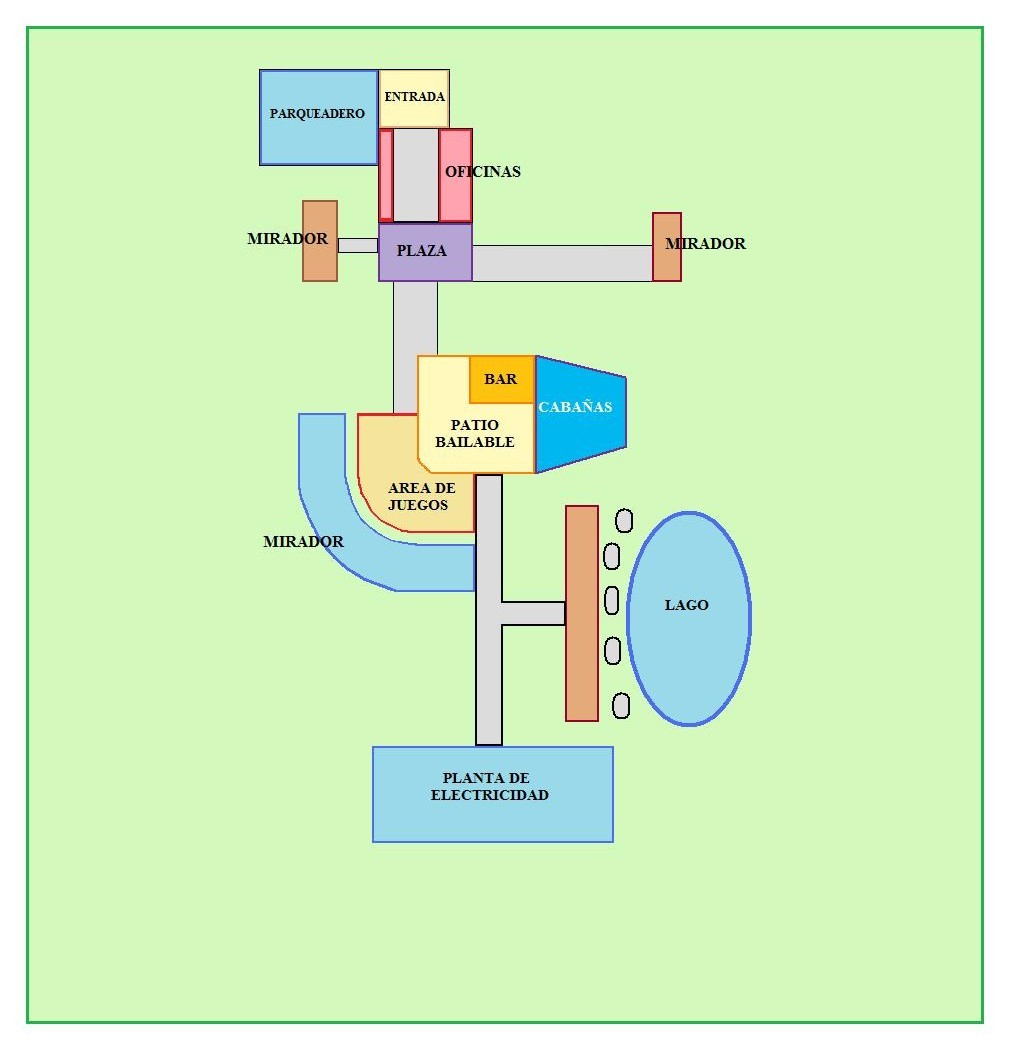 ENTRADA
PARQUEADERO
OFICINAS
MIRADOR
PLAZA
MIRADOR
BAR
CABAÑAS
PATIO
BAILABLE
AREA DE
JUEGOS
MIRADOR
LAGO
PLANTA DE
ELECTRICIDAD